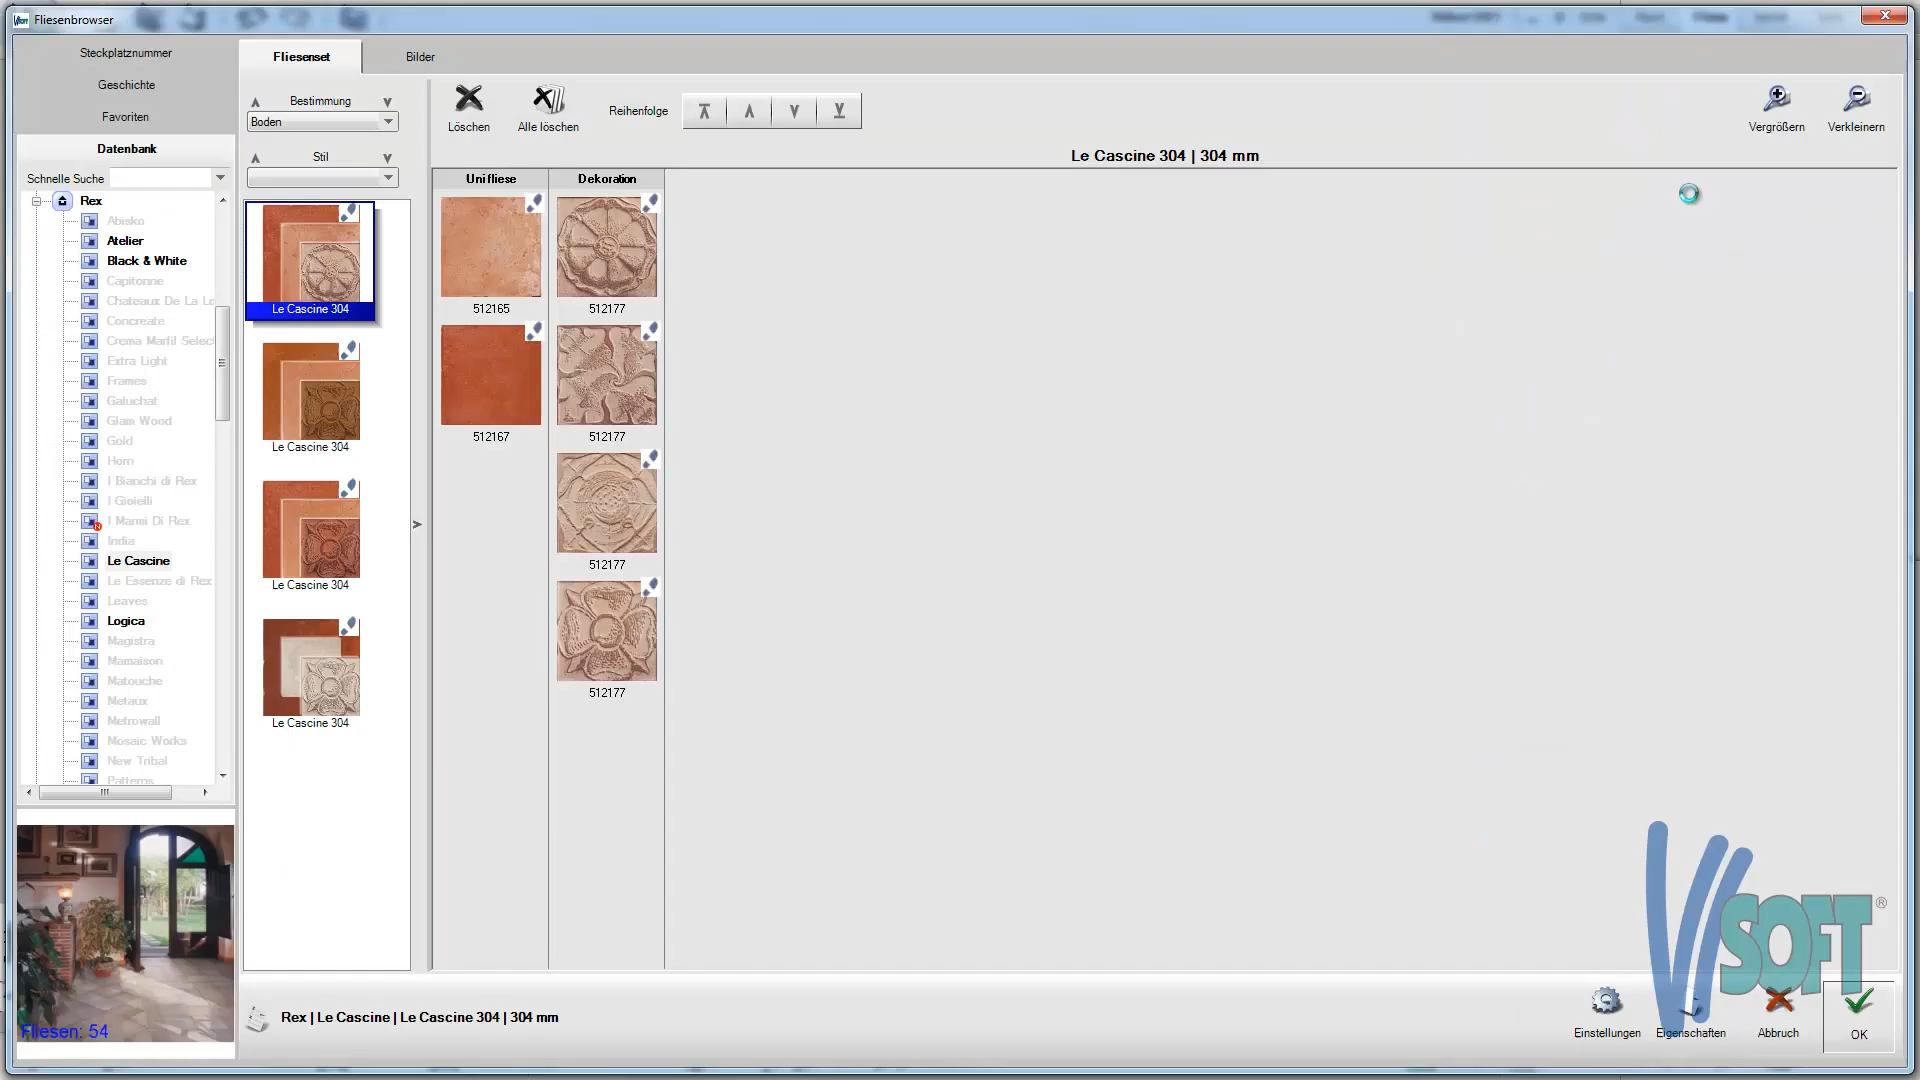 Fliesenbrowser
Steckplatznummer
Geschichte
Favoriten
Datenbank
Schnelle Suche
Rex
Abisko
Atelier
Black & White
Capitonne
Chateaux De La Lo
Concreate
Crema Marfil Select
Extra Light
Frames
Galuchat
Glam Wood
Gold
Horn
I Bianchi di Rex
I Gioielli
I Marmi Di Rex
India
Le Cascine
Le Essenze di Rex
Leaves
Logica
Magistra
Mamaison
Matouche
Metaux
Metrowall
Mosaic Works
New Tribal
Patterns
Fliesen: 54
Fliesenset
Bilder
Bestimmung
Boden
Stil
Le Cascine 304
Le Cascine 304
Le Cascine 304
Le Cascine 304
Löschen
Alle löschen
Reihenfolge
Vergrößern
Verkleinern
Le Cascine 304 | 304 mm
Unifliese
Dekoration
512165
512177
512167
512177
512177
512177
Rex | Le Cascine | Le Cascine 304 | 304 mm
Einstellungen
Eigenschaften
Abbruch
OK
VSOFT®